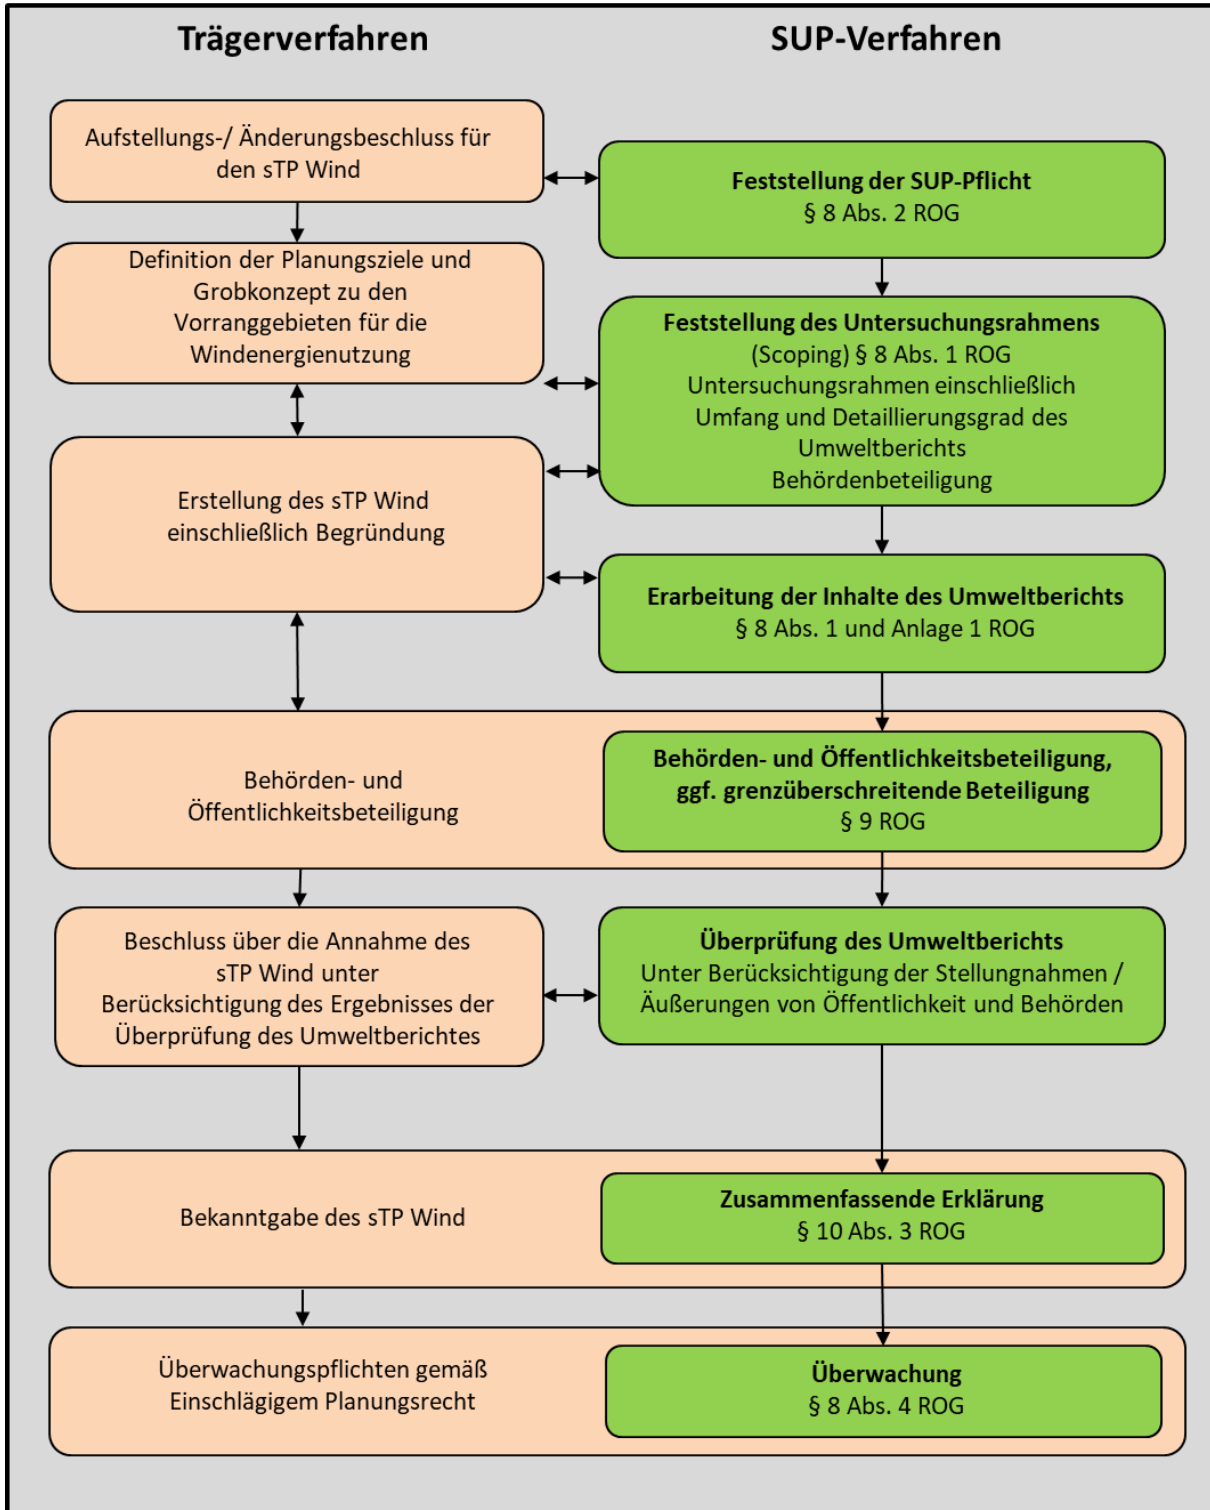 Trägerverfahren
SUP-Verfahren
Aufstellungs-/ Änderungsbeschluss für
den sTP Wind
Feststellung der SUP-Pflicht
§ 8 Abs. 2 ROG
Definition der Planungsziele und
Grobkonzept zu den
Vorranggebieten für die
Windenergienutzung
Feststellung des Untersuchungsrahmens
(Scoping) § 8 Abs. 1 ROG
Untersuchungsrahmen einschließlich
Umfang und Detaillierungsgrad des
Umweltberichts
Behördenbeteiligung
Erstellung des sTP Wind
einschließlich Begründung
Erarbeitung der Inhalte des Umweltberichts
§ 8 Abs. 1 und Anlage 1 ROG
Behörden- und
Öffentlichkeitsbeteiligung
Behörden- und Öffentlichkeitsbeteiligung,
ggf. grenzüberschreitende Beteiligung
§ 9 ROG
Beschluss über die Annahme des
sTP Wind unter
Berücksichtigung des Ergebnisses der
Überprüfung des Umweltberichtes
Überprüfung des Umweltberichts
Unter Berücksichtigung der Stellungnahmen /
Äußerungen von Öffentlichkeit und Behörden
Bekanntgabe des sTP Wind
Zusammenfassende Erklärung
§ 10 Abs. 3 ROG
Überwachungspflichten gemäß
Einschlägigem Planungsrecht
Überwachung
§ 8 Abs. 4 ROG